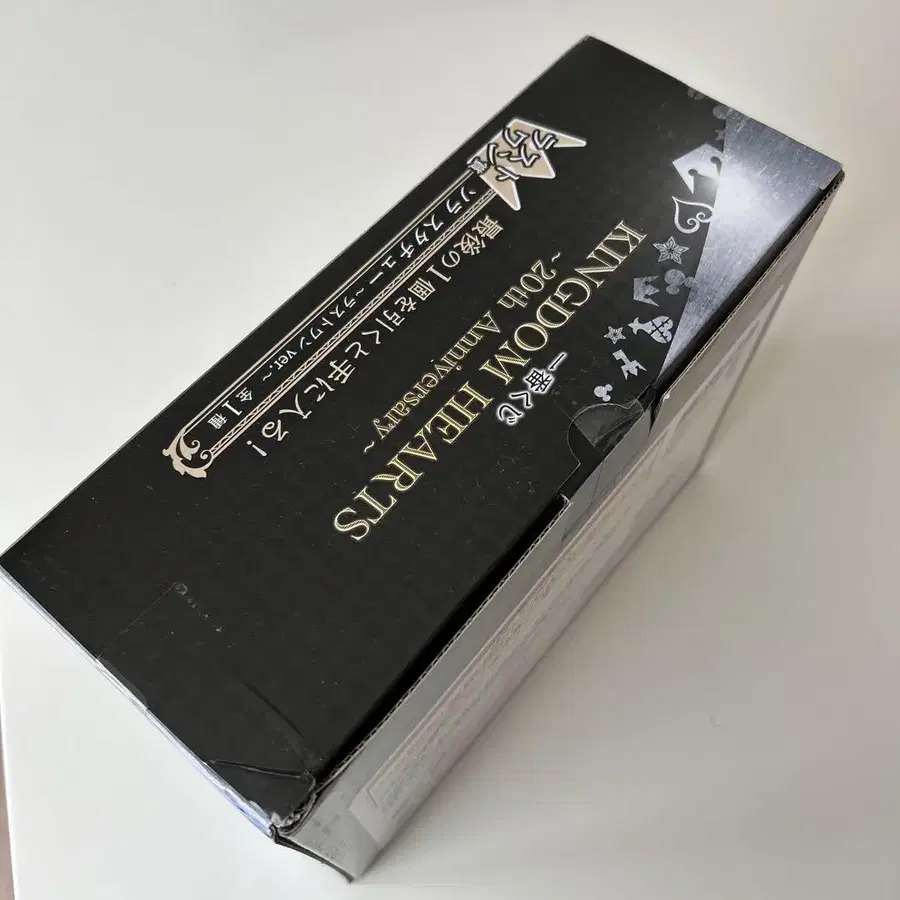 一番くじ
KINGDOM HEARTS
~20th Anniversary~
最後の1個を引くと手に入る!
ラスト
ワン賞
ソラ スタチュー ~ラストワン ver.~ 全1種